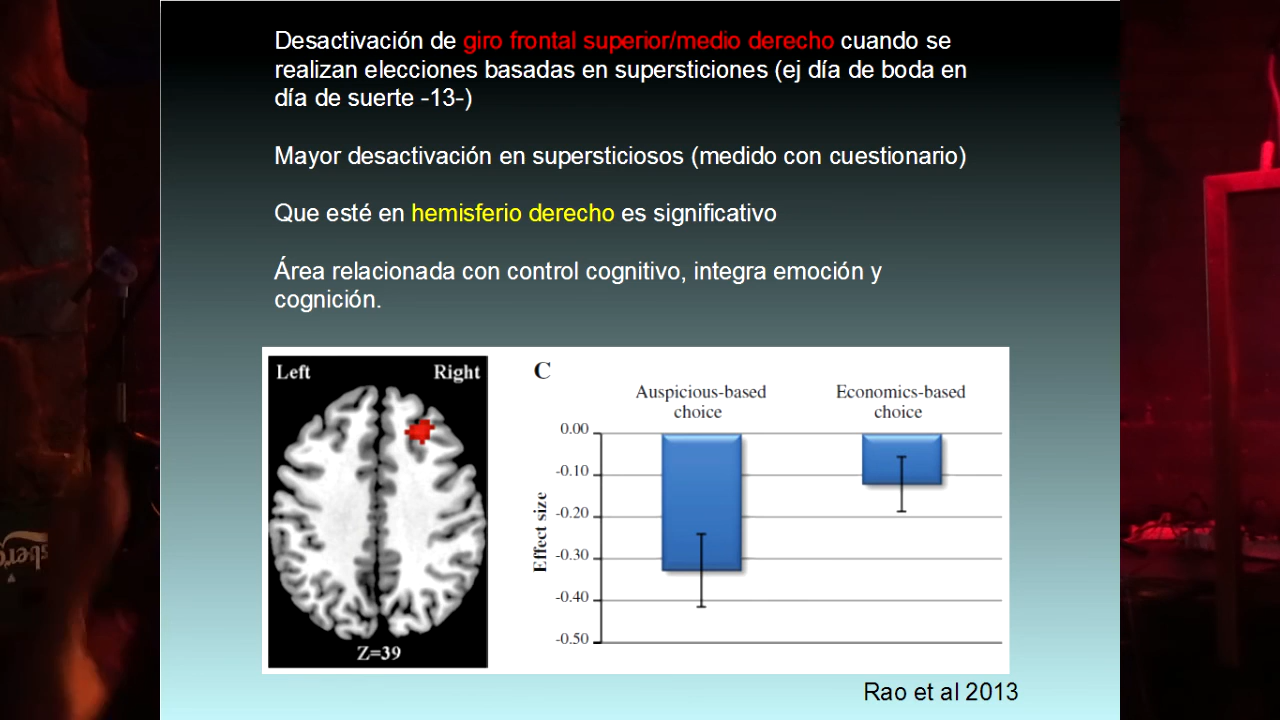 Desactivación de giro frontal superior/medio derecho cuando se
realizan elecciones basadas en supersticiones (ej día de boda en
día de suerte -13-)
Mayor desactivación en supersticiosos (medido con cuestionario)
Que esté en hemisferio derecho es significativo
Área relacionada con control cognitivo, integra emoción y
cognición.
Left Right
Z=39
C
Auspicious-based
choice
Economics-based
choice
0.00
-0.10
-0.20
-0.30
-0.40
-0.50
Effect size
Rao et al 2013